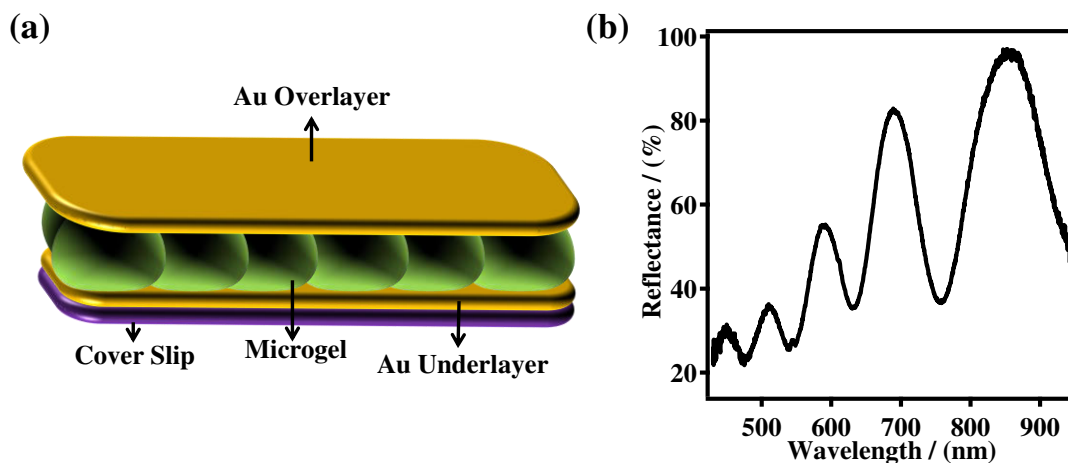 (a)
Au Overlayer
Cover Slip
Microgel
Au Underlayer
(b)
100
80
60
40
20
Reflectance / (%)
500 600 700 800 900
Wavelength / (nm)